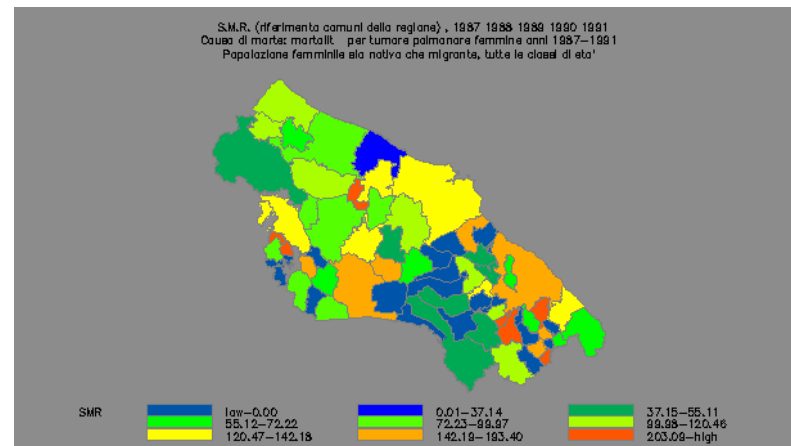 S.M.R. (riferimento comuni della regione) , 1987 1988 1989 1990 1991
Causa di morte: mortalit per tumore polmonare femmine anni 1987-1991
Popolazione femminile sia nativa che migrante, tutte le classi di eta'
SMR low-0.00 0.01-37.14 37.15-55.11
55.12-72.22 72.23-99.97 99.98-120.46
120.47-142.18 142.19-193.40 203.09-high